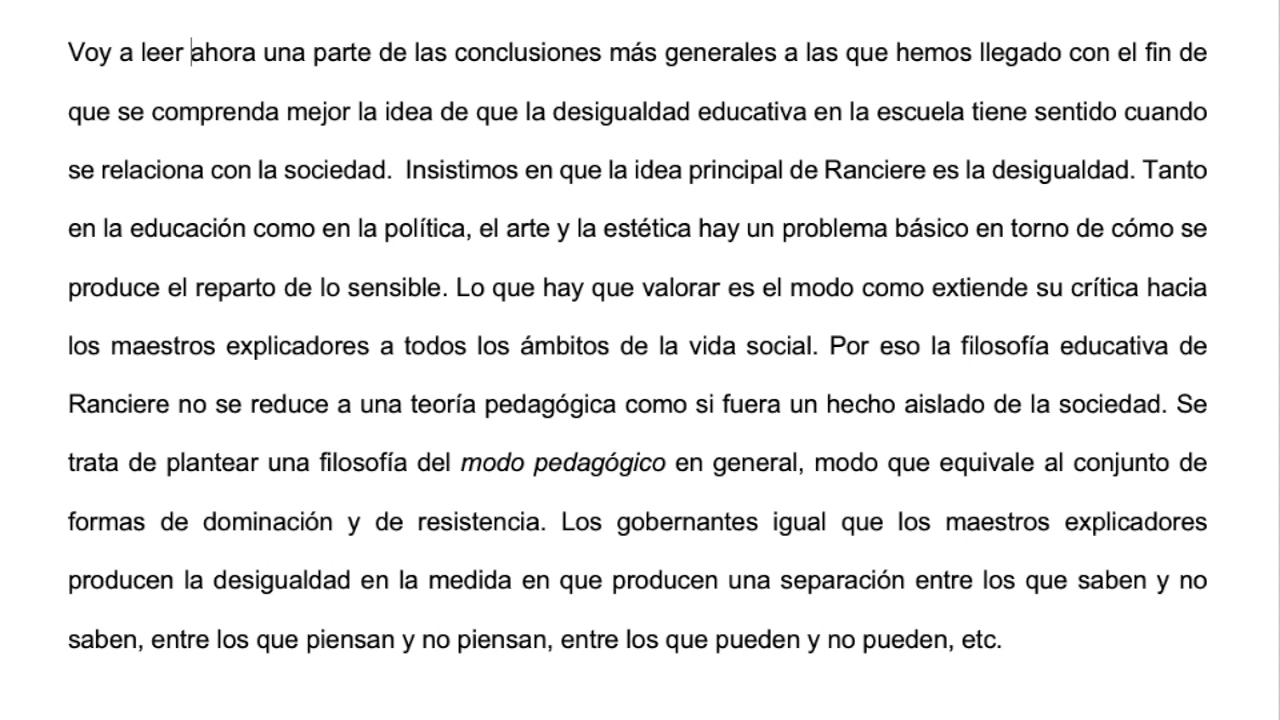 Voy a leer ahora una parte de las conclusiones más generales a las que hemos llegado con el fin de
que se comprenda mejor la idea de que la desigualdad educativa en la escuela tiene sentido cuando
se relaciona con la sociedad.  Insistimos en que la idea principal de Ranciere es la desigualdad. Tanto
en la educación como en la política, el arte y la estética hay un problema básico en torno de cómo se
produce el reparto de lo sensible. Lo que hay que valorar es el modo como extiende su crítica hacia
los maestros explicadores a todos los ámbitos de la vida social. Por eso la filosofía educativa de
Ranciere no se reduce a una teoría pedagógica como si fuera un hecho aislado de la sociedad. Se
trata de plantear una filosofía del modo pedagógico en general, modo que equivale al conjunto de
formas de dominación y de resistencia. Los gobernantes igual que los maestros explicadores
producen la desigualdad en la medida en que producen una separación entre los que saben y no
saben, entre los que piensan y no piensan, entre los que pueden y no pueden, etc.